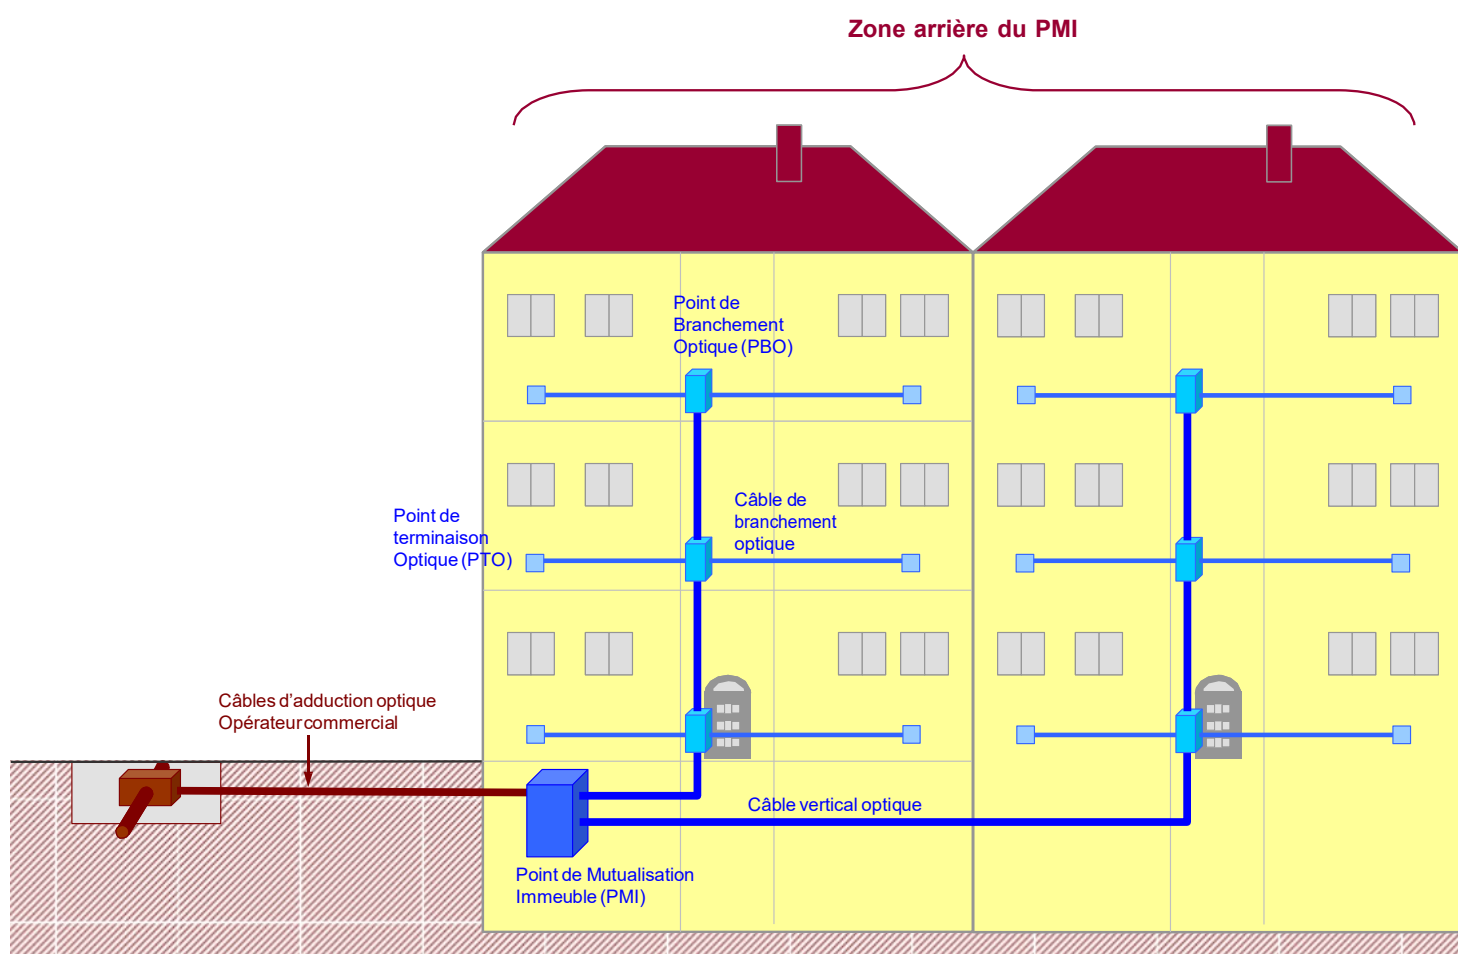 Zone arrière du PMI
Point de
Branchement
Optique (PBO)
Point de
terminaison
Optique (PTO)
Câble de
branchement
optique
Câbles d’adduction optique
Opérateur commercial
Câble vertical optique
Point de Mutualisation
Immeuble (PMI)